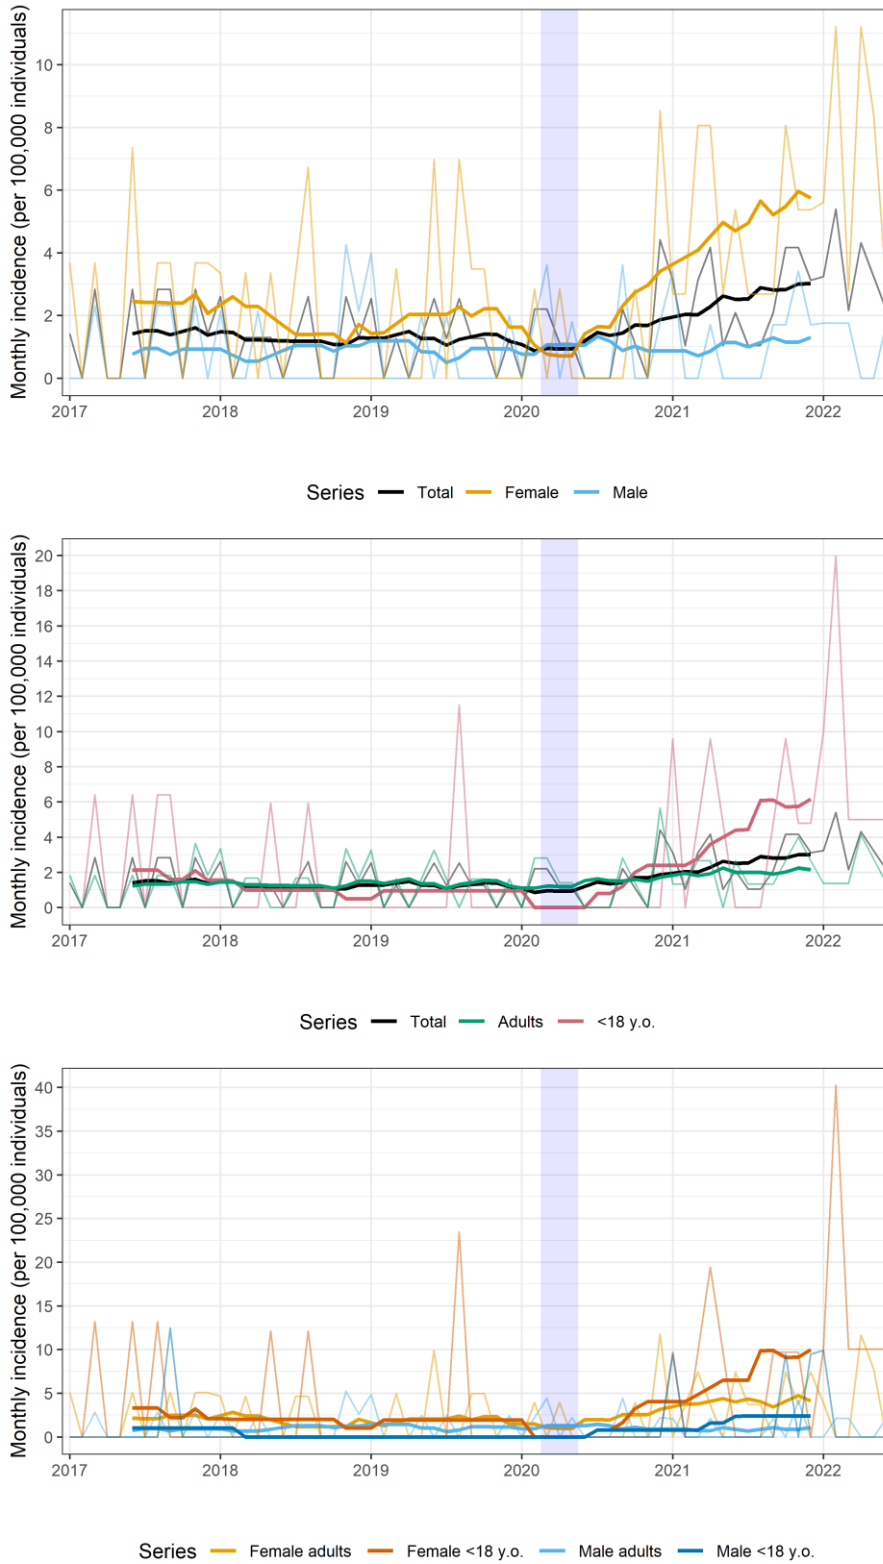 Monthly incidence (per 100,000 individuals)
10
8
6
4
2
0
2017 2018 2019 2020 2021 2022
Series Total Female Male
Monthly incidence (per 100,000 individuals)
20
18
16
14
12
10
8
6
4
2
0
2017 2018 2019 2020 2021 2022
Series Total Adults <18 y.o.
Monthly incidence (per 100,000 individuals)
40
35
30
25
20
15
10
5
0
2017 2018 2019 2020 2021 2022
Series Female adults Female <18 y.o. Male adults Male <18 y.o.